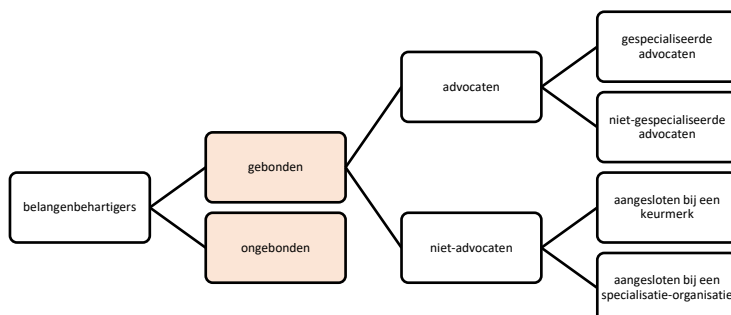 gespecialiseerde
advocaten
advocaten
niet-gespecialiseerde
advocaten
gebonden
belangenbehartigers
aangesloten bij een
keurmerk
ongebonden
niet-advocaten
aangesloten bij een
specialisatie-organisatie